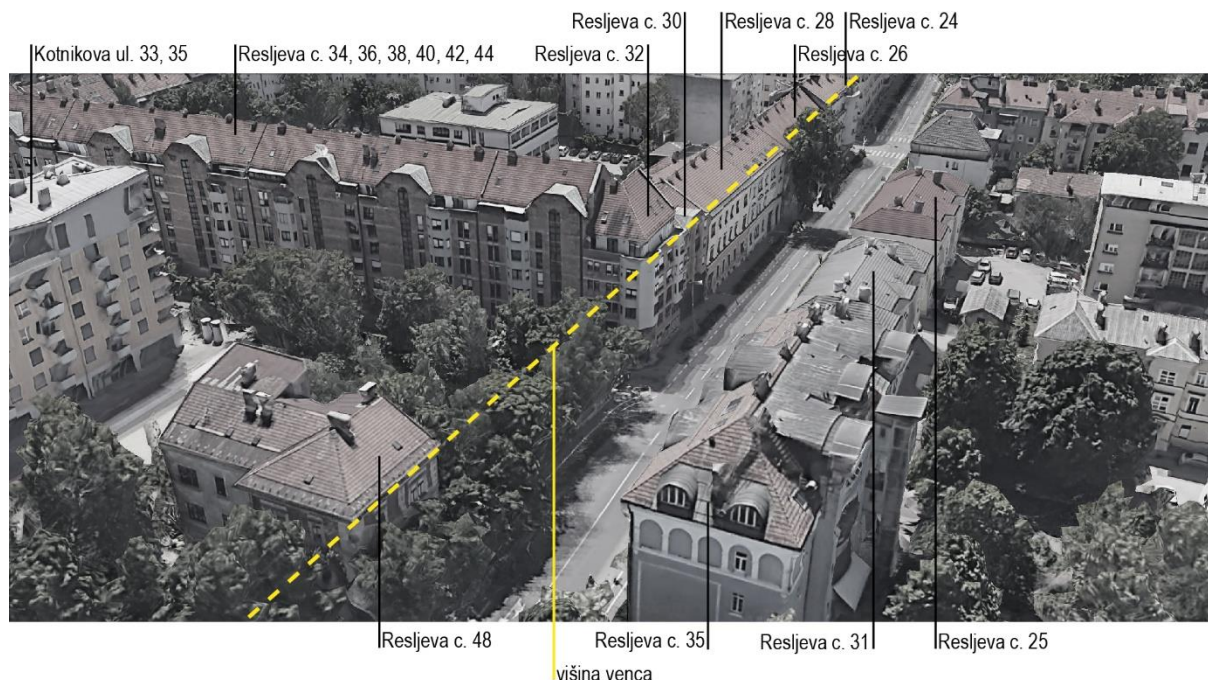 Resljeva c. 30
Resljeva c. 28
Resljeva c. 24
Kotnikova ul. 33, 35
Resljeva c. 34, 36, 38, 40, 42, 44
Resljeva c. 32
Resljeva c. 26
Resljeva c. 48
Resljeva c. 35
Resljeva c. 31
Resljeva c. 25
višina venca